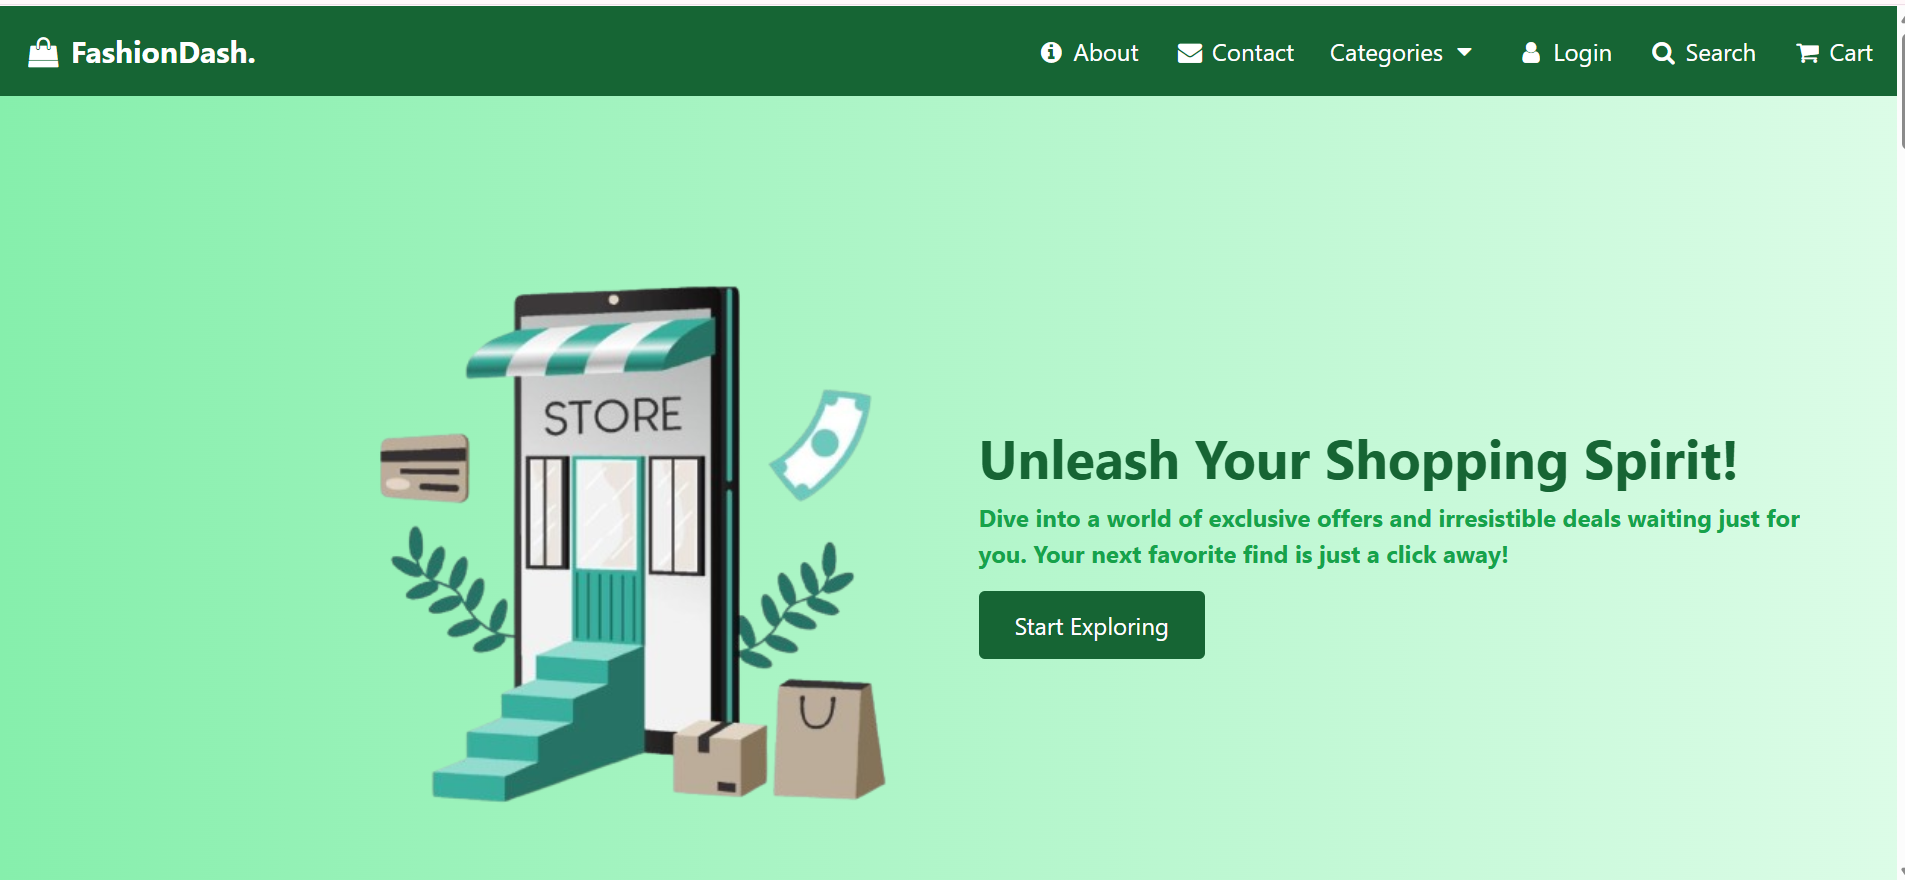 FashionDash.
About
Contact
Categories
Login
Search
Cart
STORE
Unleash Your Shopping Spirit!
Dive into a world of exclusive offers and irresistible deals waiting just for
you. Your next favorite find is just a click away!
Start Exploring